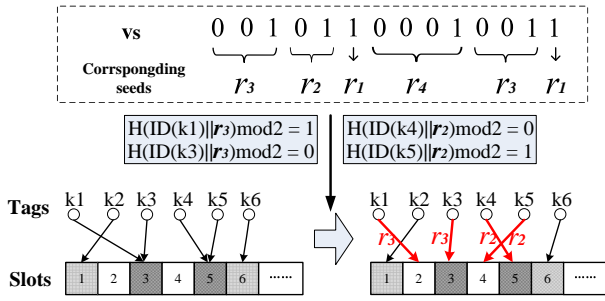 vs 0 0 1 0 1 1 0 0 0 1 0 0 1 1
Corrspongding seeds r3 r2 r1 r4 r3 r1
H(ID(k1)||r3)mod2 = 1
H(ID(k3)||r3)mod2 = 0
H(ID(k4)||r2)mod2 = 0
H(ID(k5)||r2)mod2 = 1
Tags k1 k2 k3 k4 k5 k6 k1 k2 k3 k4 k5 k6
r3 r3 r2 r2
Slots 1 2 3 4 5 6 ...... 1 2 3 4 5 6 ......